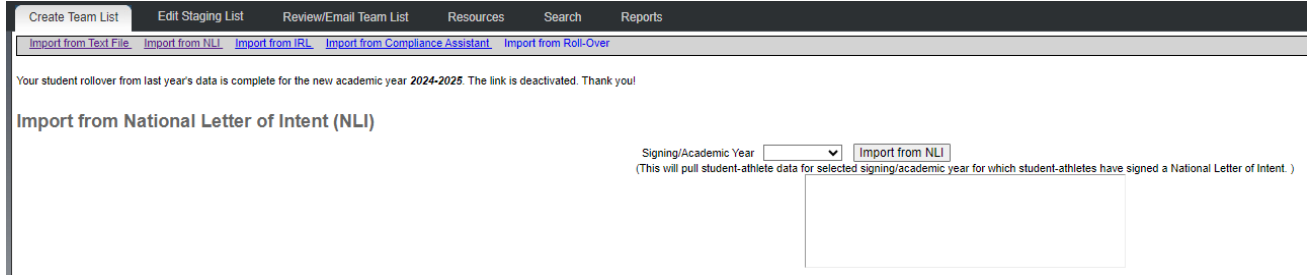 Create Team List Edit Staging List Review/Email Team List Resources Search Reports
Import from Text File Import from NLI Import from IRL Import from Compliance Assistant Import from Roll-Over
Your student rollover from last year's data is complete for the new academic year 2024-2025. The link is deactivated. Thank you!
Import from National Letter of Intent (NLI)
Signing/Academic Year Import from NLI
(This will pull student-athlete data for selected signing/academic year for which student-athletes have signed a National Letter of Intent. )